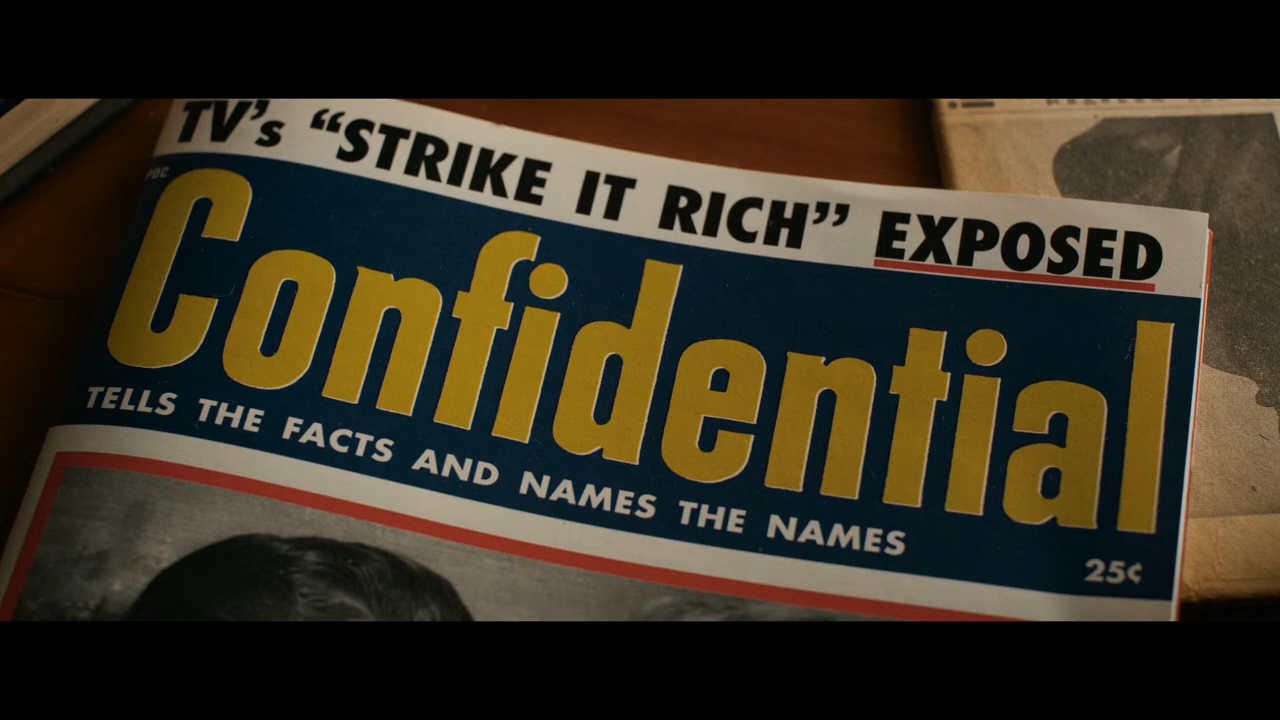 TV's “STRIKE IT RICH” EXPOSED
Confidential
TELLS THE FACTS AND NAMES THE NAMES
25¢